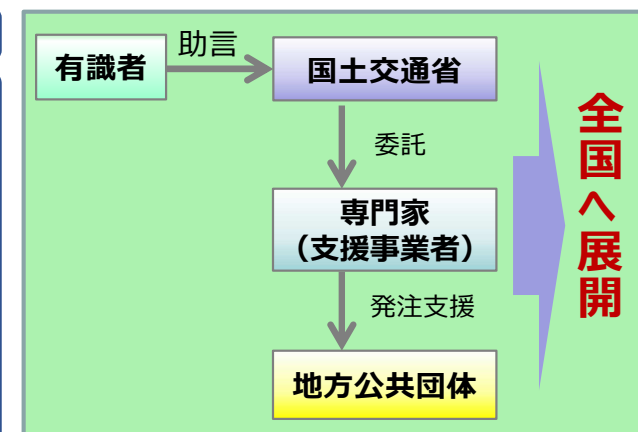 有識者
助言
国土交通省
委託
専門家
（支援事業者）
発注支援
地方公共団体
全国へ展開